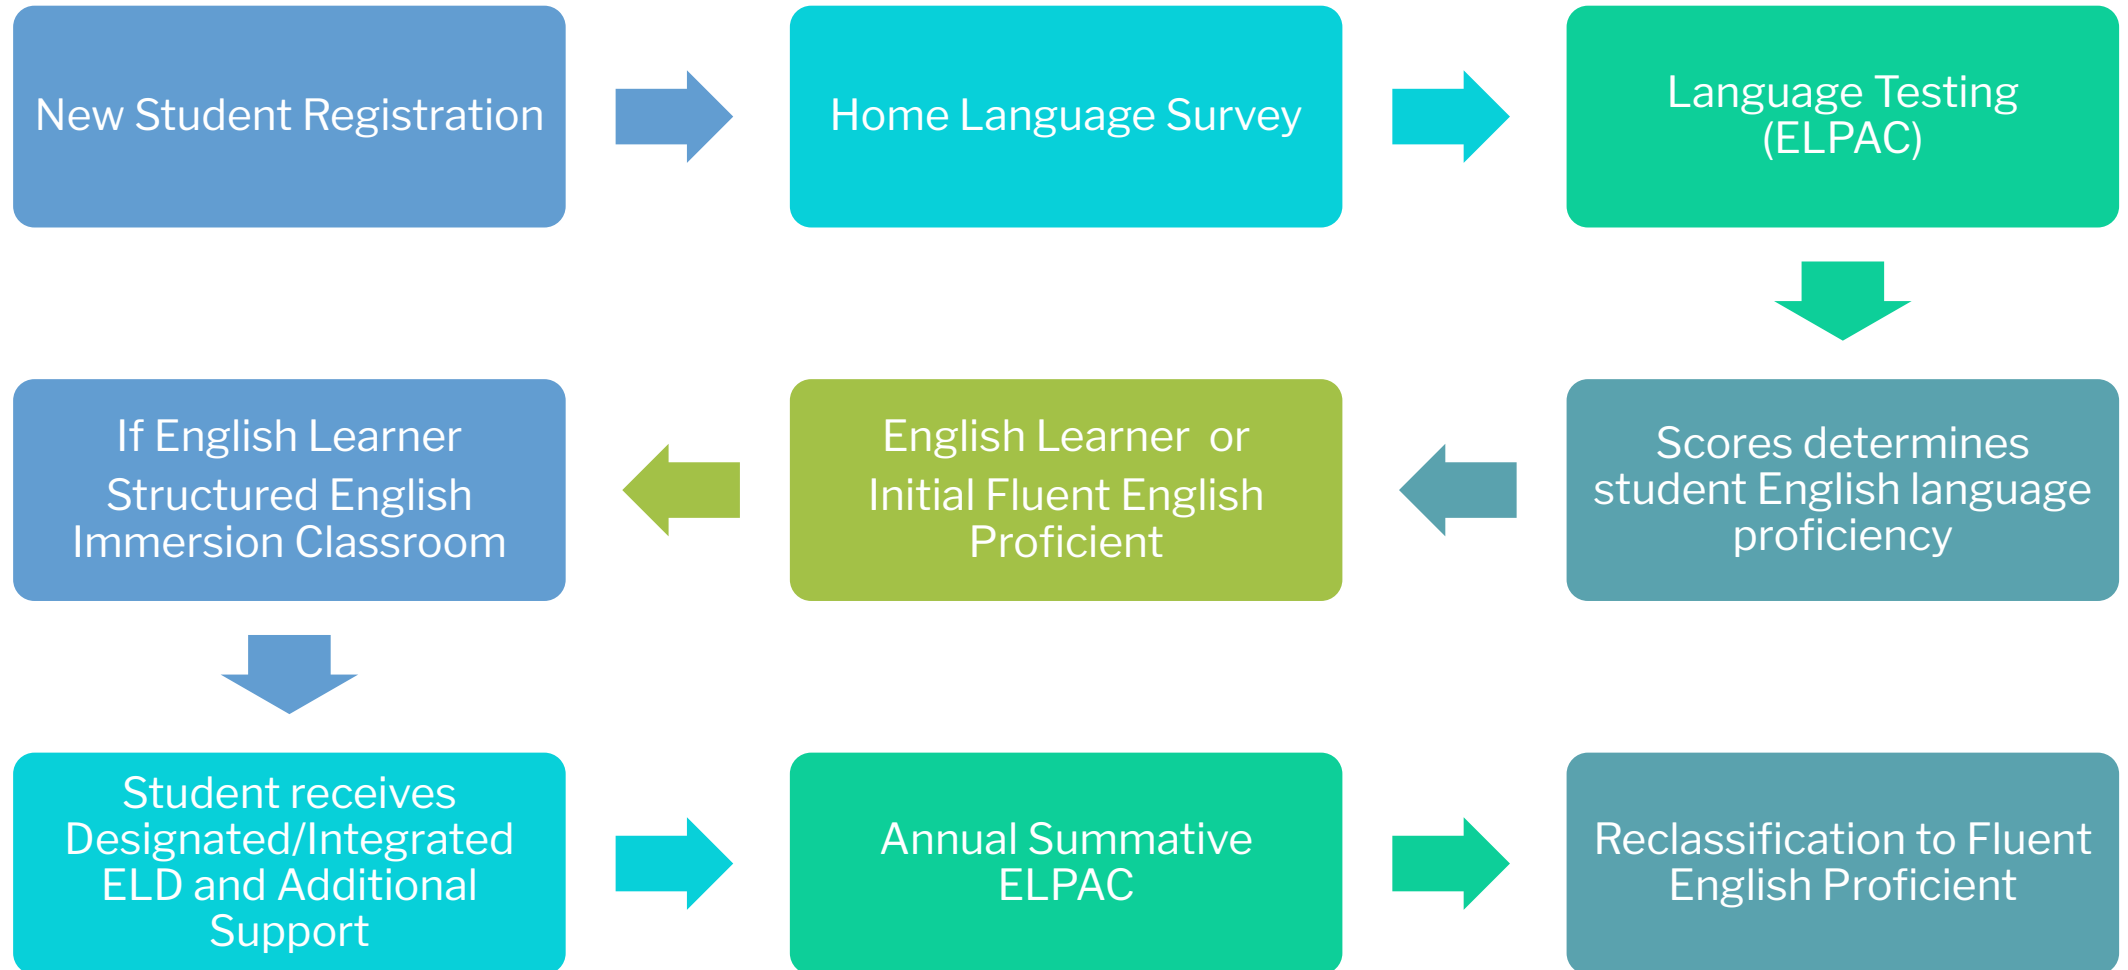 New Student Registration
Home Language Survey
Language Testing
(ELPAC)
Scores determines
student English language
proficiency
English Learner  or
Initial Fluent English
Proficient
If English Learner
Structured English
Immersion Classroom
Student receives
Designated/Integrated
ELD and Additional
Support
Annual Summative
ELPAC
Reclassification to Fluent
English Proficient